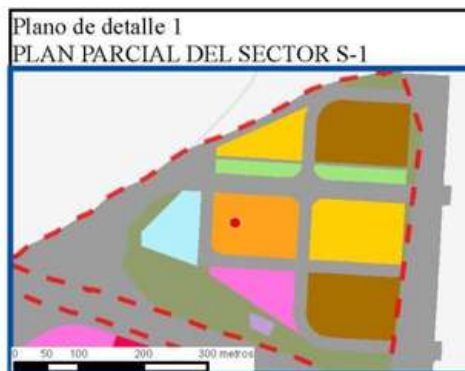 Plano de detalle 1
PLAN PARCIAL DEL SECTOR S-1
0 50 100 200 300 metros